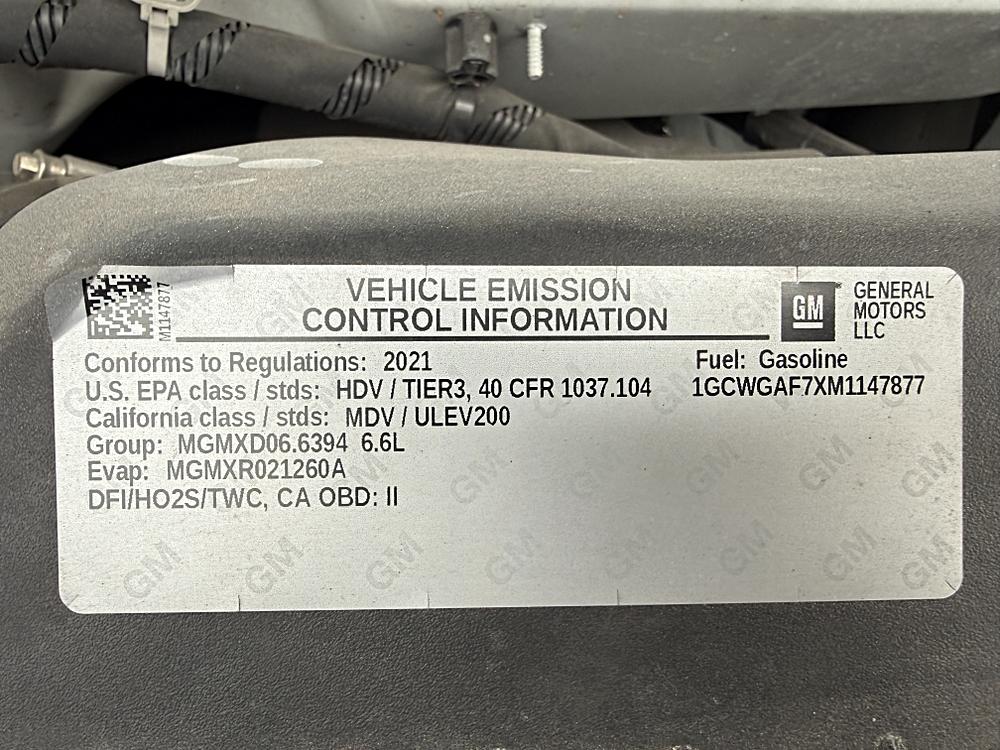 M1147877
VEHICLE EMISSION
CONTROL INFORMATION
GM
GENERAL
MOTORS
LLC
Conforms to Regulations: 2021
Fuel: Gasoline
U.S. EPA class / stds: HDV / TIER3, 40 CFR 1037.104
1GCWGAF7XM1147877
California class / stds: MDV / ULEV200
Group: MGMXD06.6394 6.6L
Evap: MGMXR021260A
DFI/HO2S/TWC, CA OBD: II